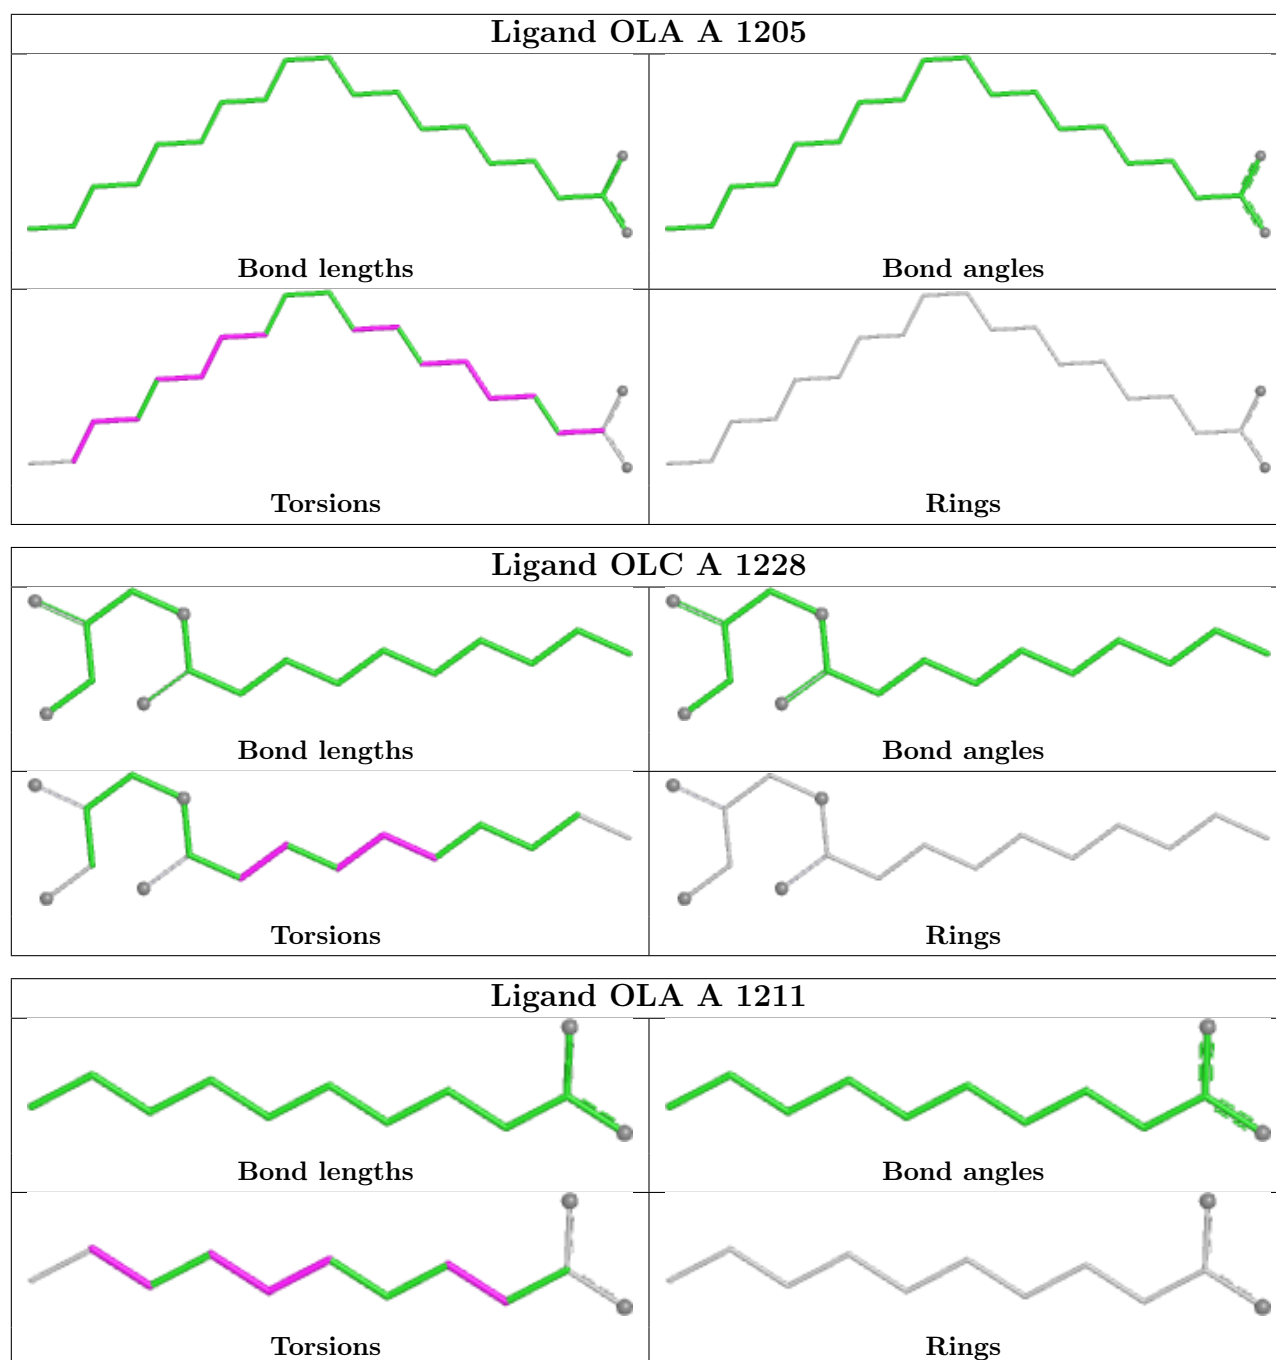 Ligand OLA A 1205
Bond lengths
Bond angles
Torsions
Rings
Ligand OLC A 1228
Bond lengths
Bond angles
Torsions
Rings
Ligand OLA A 1211
Bond lengths
Bond angles
Torsions
Rings